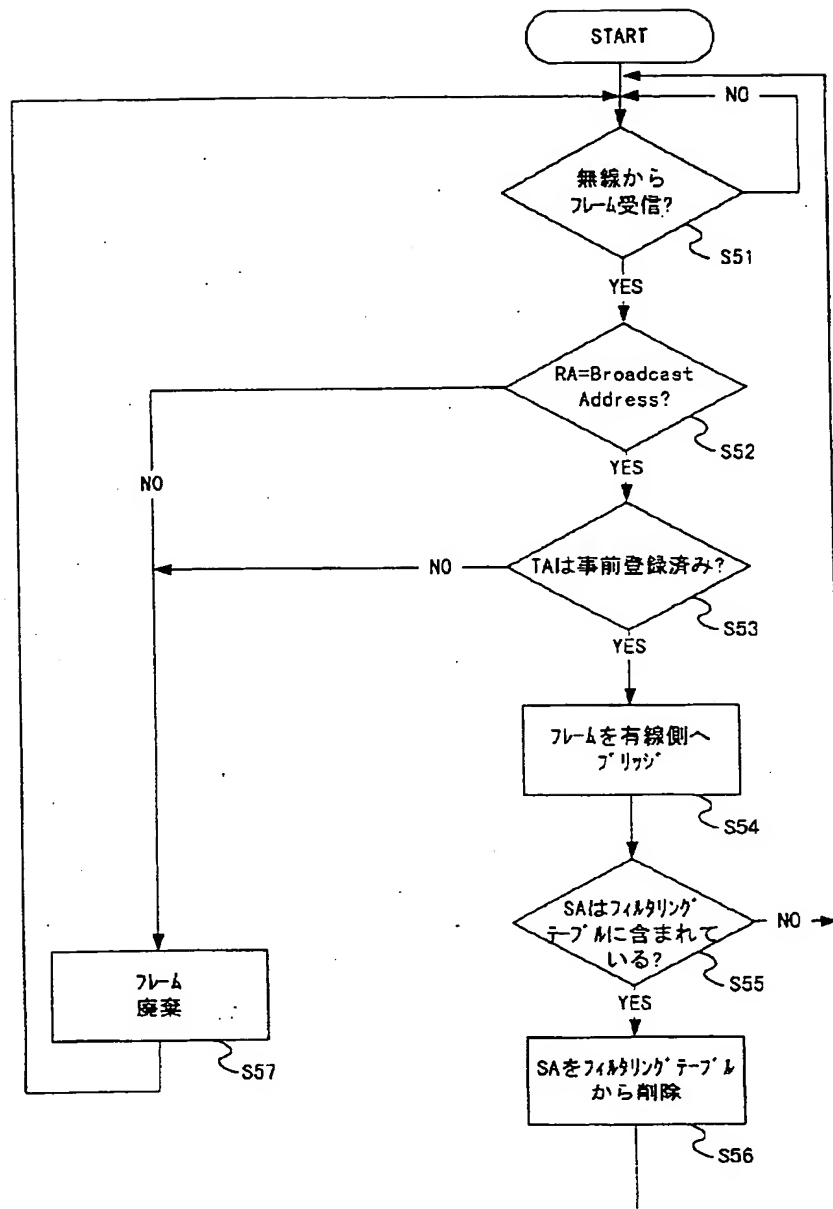 START
NO
無線から
フレーム受信?
S51
YES
RA=Broadcast
Address?
S52
NO
YES
TAは事前登録済み?
NO
S53
YES
フレームを有線側へ
ブリッジ
S54
SAはフィルタリング
テーブルに含まれて
いる?
NO
S55
YES
フレーム
廃棄
S57
SAをフィルタリングテーブル
から削除
S56